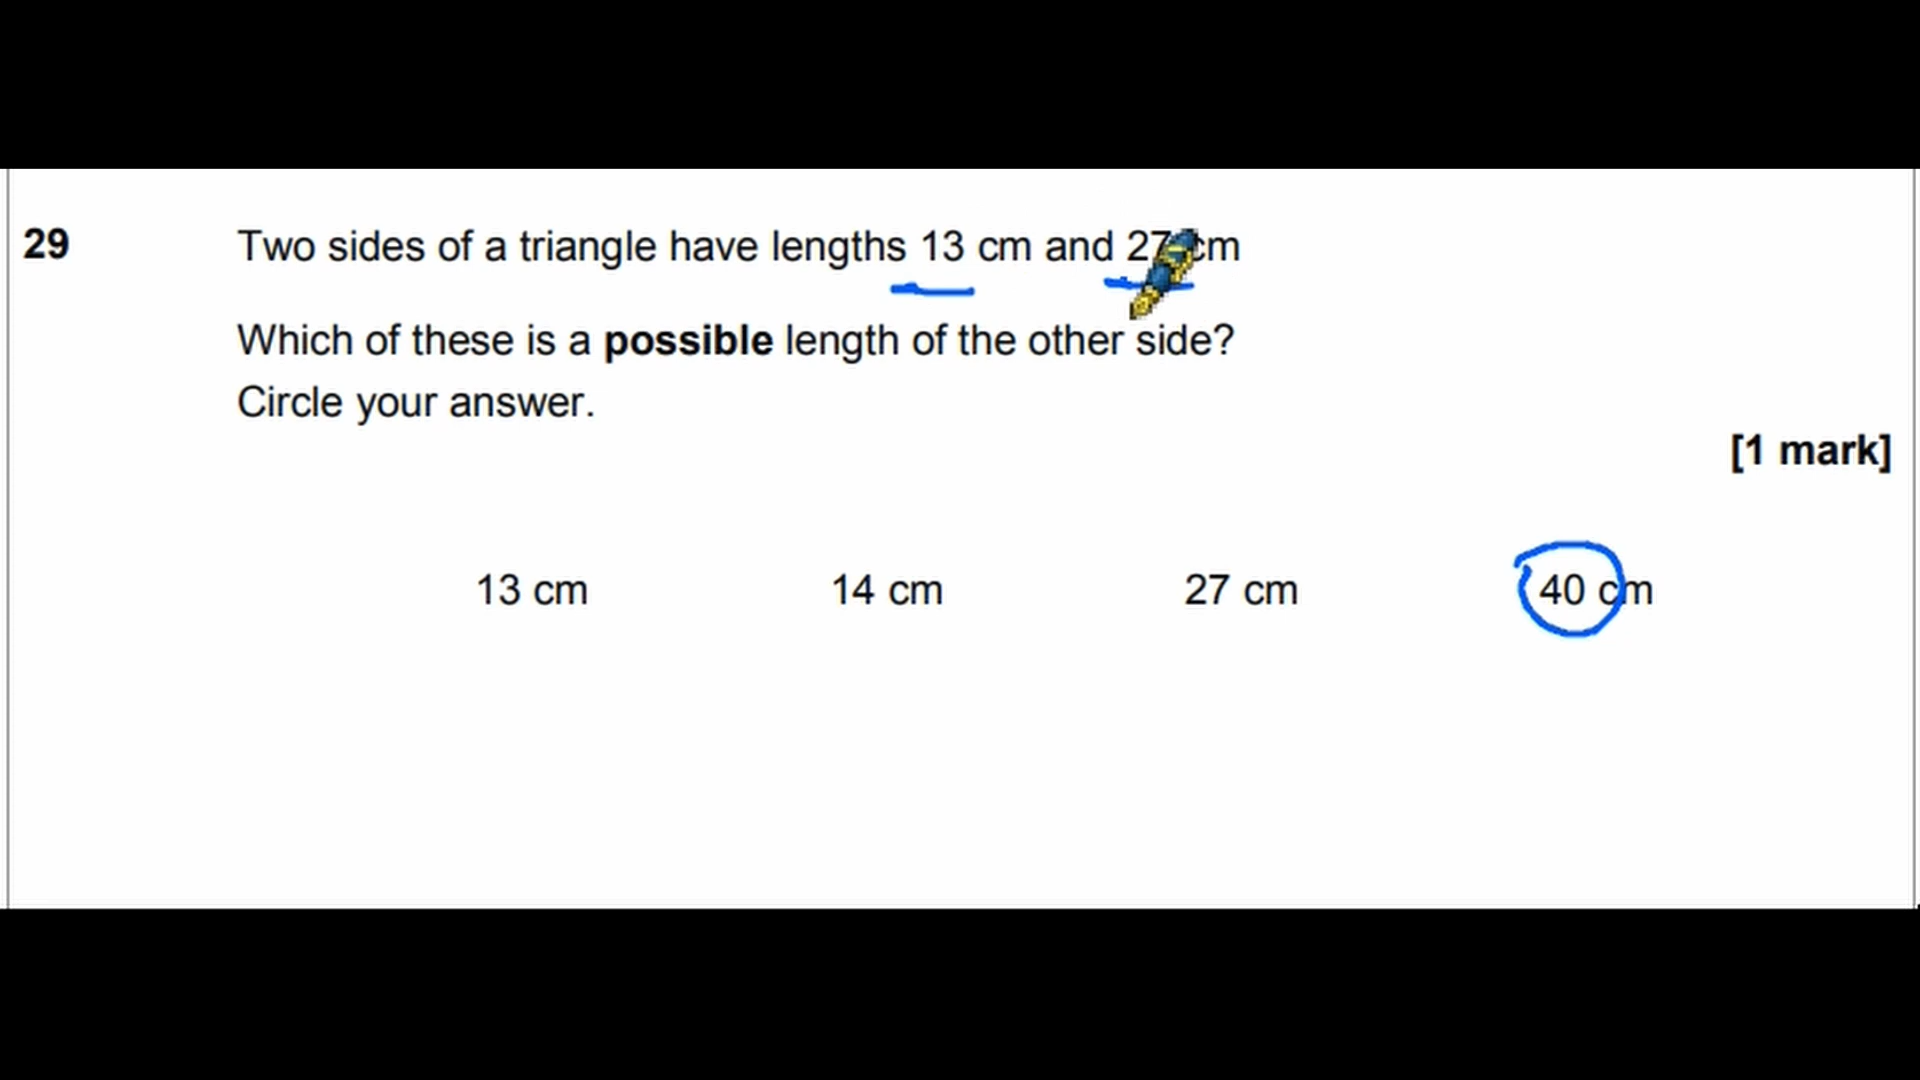 29 Two sides of a triangle have lengths 13 cm and 27 cm
Which of these is a possible length of the other side?
Circle your answer.
[1 mark]
13 cm 14 cm 27 cm 40 cm